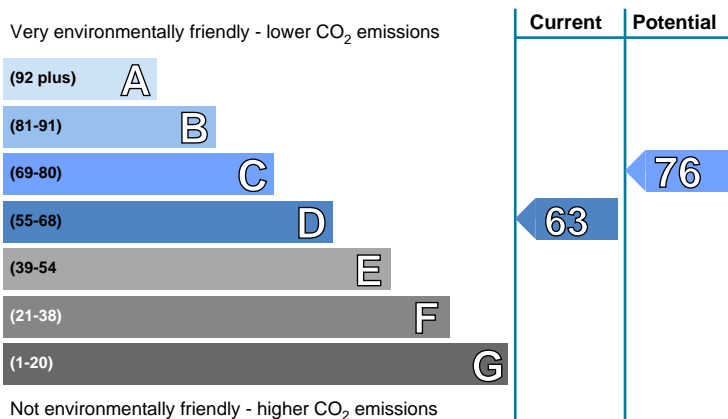 Current Potential
Very environmentally friendly - lower CO2 emissions
(92 plus) A
(81-91) B
(69-80) C 76
(55-68) D 63
(39-54 E
(21-38) F
(1-20) G
Not environmentally friendly - higher CO2 emissions